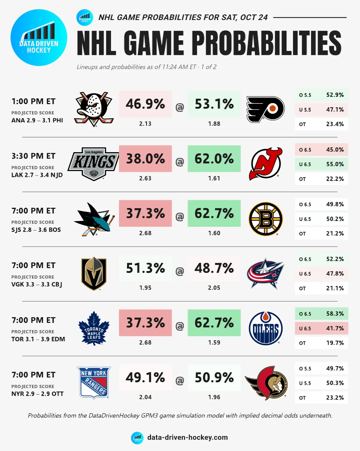 DATA DRIVEN
HOCKEY
NHL GAME PROBABILITIES FOR SAT, OCT 24
NHL GAME PROBABILITIES
Lineups and probabilities as of 11:24 AM ET · 1 of 2
1:00 PM ET
PROJECTED SCORE
ANA 2.9 – 3.1 PHI
46.9% @ 53.1%
2.13 1.88
O 5.5 52.9%
U 5.5 47.1%
OT 23.4%
3:30 PM ET
PROJECTED SCORE
LAK 2.7 – 3.4 NJD
LOS ANGELES
KINGS
38.0% @ 62.0%
2.63 1.61
O 6.5 45.0%
U 6.5 55.0%
OT 22.2%
7:00 PM ET
PROJECTED SCORE
SJS 2.8 – 3.6 BOS
37.3% @ 62.7%
2.68 1.60
B
O 6.5 49.8%
U 6.5 50.2%
OT 21.2%
7:00 PM ET
PROJECTED SCORE
VGK 3.3 – 3.3 CBJ
51.3% @ 48.7%
1.95 2.05
O 6.5 52.2%
U 6.5 47.8%
OT 21.1%
7:00 PM ET
PROJECTED SCORE
TOR 3.1 – 3.9 EDM
TORONTO
MAPLE
LEAFS
37.3% @ 62.7%
2.68 1.59
OILERS
O 6.5 58.3%
U 6.5 41.7%
OT 19.7%
7:00 PM ET
PROJECTED SCORE
NYR 2.9 – 2.9 OTT
NEW YORK
RANGERS
49.1% @ 50.9%
2.04 1.96
O 5.5 49.7%
U 5.5 50.3%
OT 23.2%
Probabilities from the DataDrivenHockey GPM3 game simulation model with implied decimal odds underneath.
data-driven-hockey.com